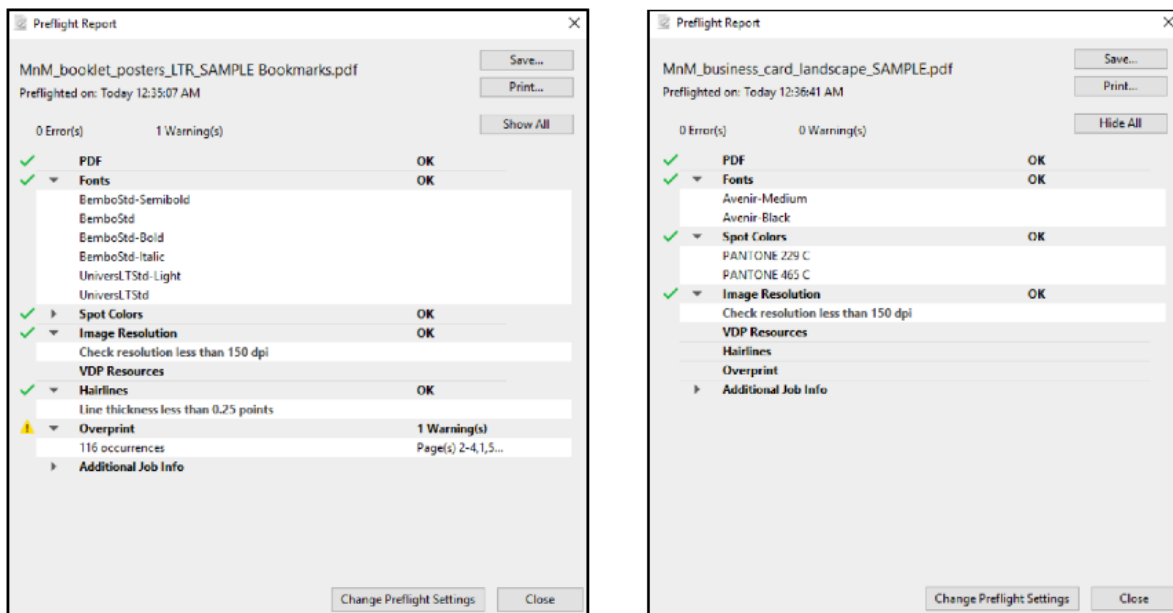 Preflight Report
MnM_booklet_posters_LTR_SAMPLE Bookmarks.pdf
Preflighted on: Today 12:35:07 AM
Save...
Print...
0 Error(s) 1 Warning(s) Show All
PDF OK
Fonts OK
BemboStd-Semibold
BemboStd
BemboStd-Bold
BemboStd-Italic
UniversLTStd-Light
UniversLTStd
Spot Colors OK
Image Resolution OK
Check resolution less than 150 dpi
VDP Resources
Hairlines OK
Line thickness less than 0.25 points
Overprint 1 Warning(s)
116 occurrences Page(s) 2-4,1,5...
Additional Job Info
Change Preflight Settings Close
Preflight Report
MnM_business_card_landscape_SAMPLE.pdf
Preflighted on: Today 12:36:41 AM
Save...
Print...
0 Error(s) 0 Warning(s) Hide All
PDF OK
Fonts OK
Avenir-Medium
Avenir-Black
Spot Colors OK
PANTONE 229 C
PANTONE 465 C
Image Resolution OK
Check resolution less than 150 dpi
VDP Resources
Hairlines
Overprint
Additional Job Info
Change Preflight Settings Close